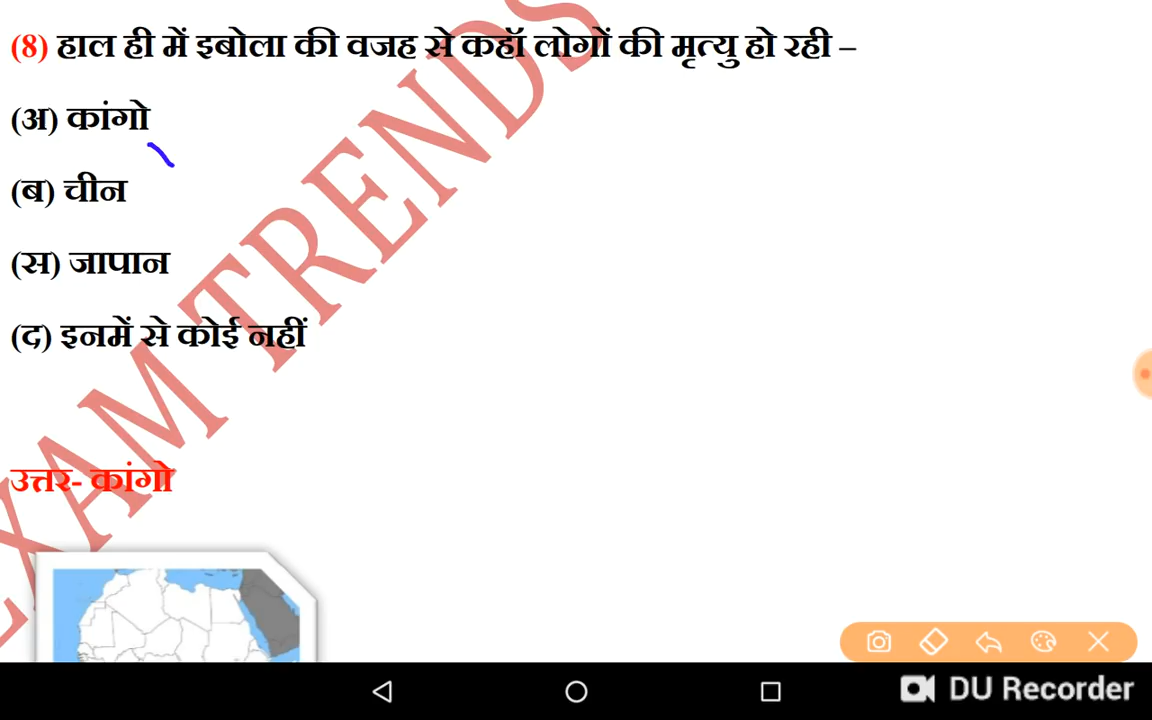 (8) हाल ही में इबोला की वजह से कहॉ लोगों की मृत्यु हो रही –
(अ) कांगो
(ब) चीन
(स) जापान
(द) इनमें से कोई नहीं
उत्तर- कांगो
EXAM TRENDS
DU Recorder